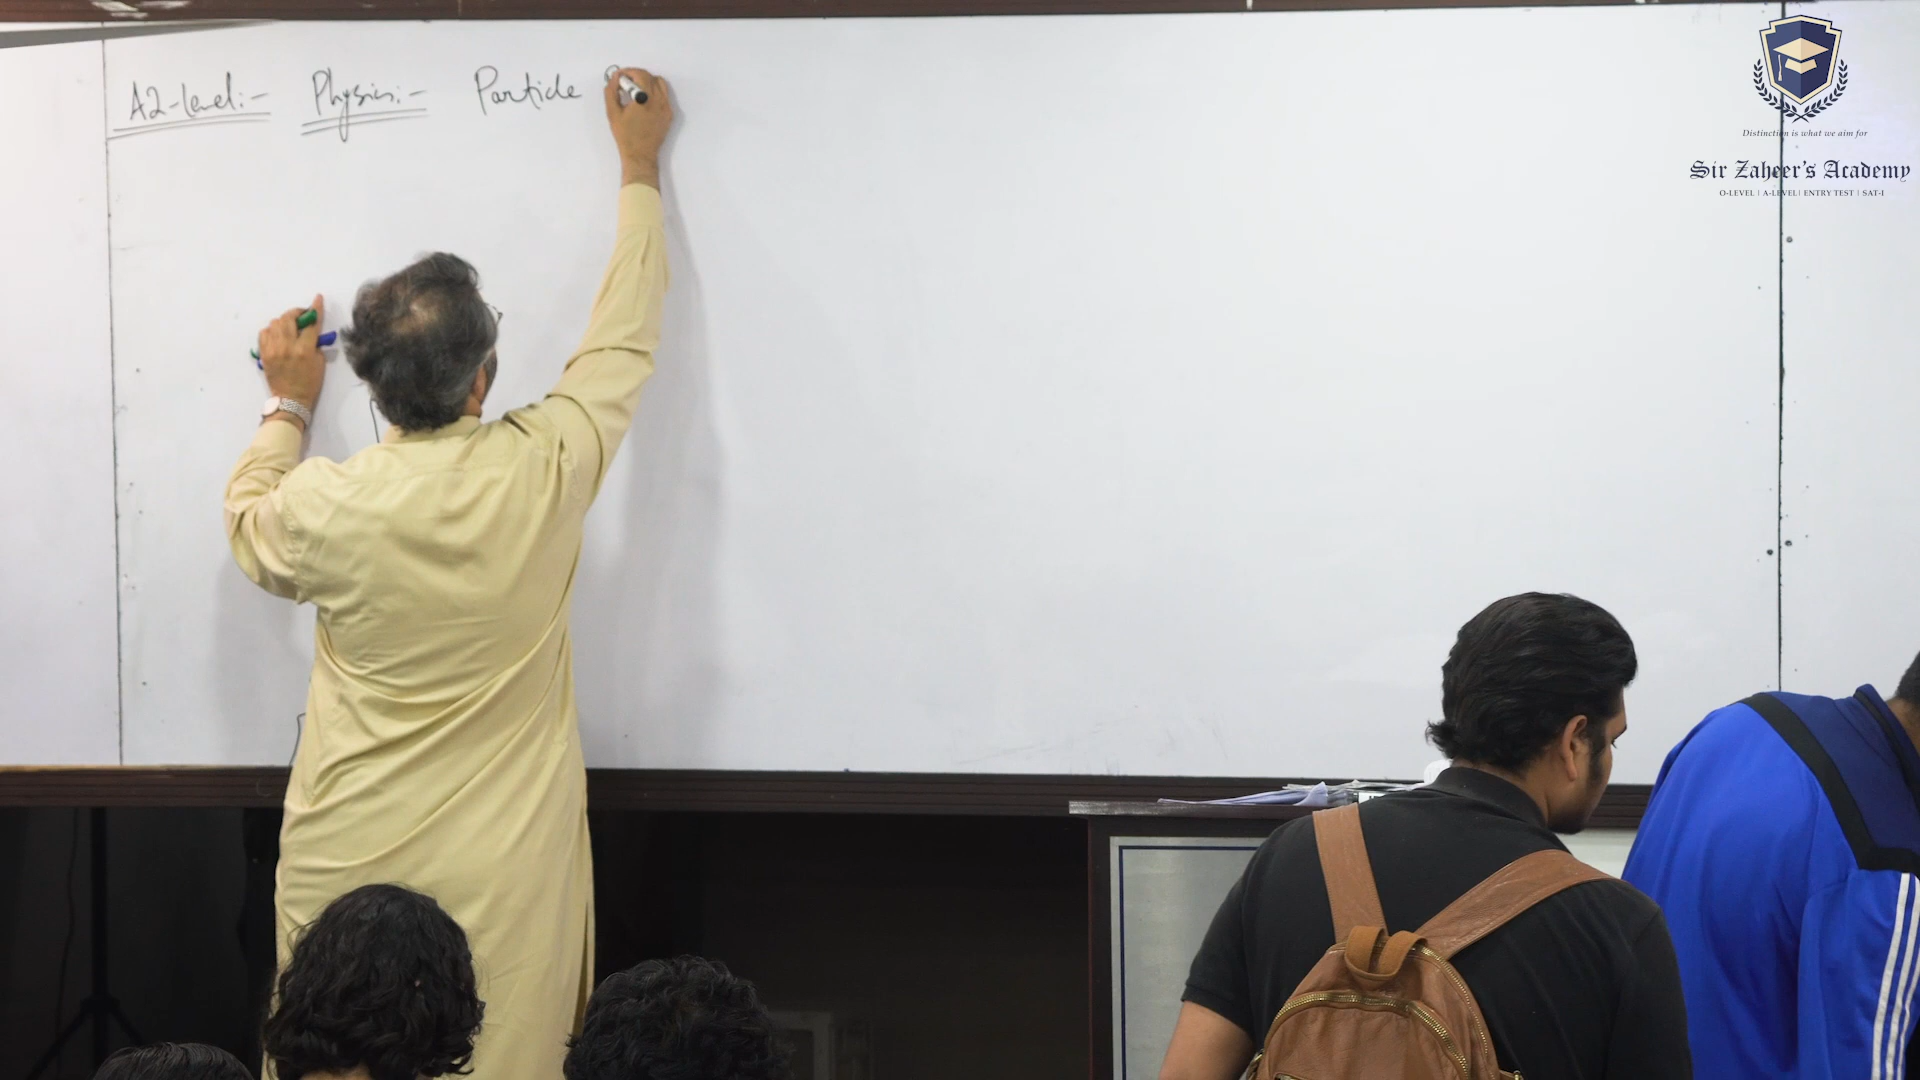 A2-level:- Physics:- Particle
Distinction is what we aim for
Sir Zaheer's Academy
O-LEVEL | A-LEVEL | ENTRY TEST | SAT-I